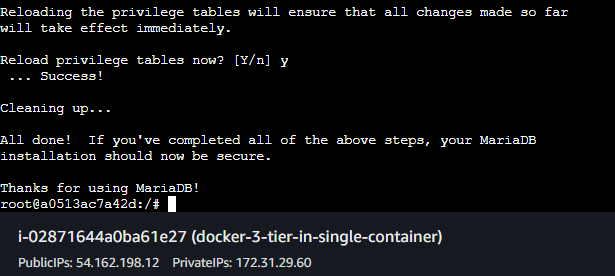 Reloading the privilege tables will ensure that all changes made so far
will take effect immediately.
Reload privilege tables now? [Y/n] y
 ... Success!
Cleaning up...
All done!  If you've completed all of the above steps, your MariaDB
installation should now be secure.
Thanks for using MariaDB!
root@a0513ac7a42d:/#
i-02871644a0ba61e27 (docker-3-tier-in-single-container)
PublicIPs: 54.162.198.12    PrivateIPs: 172.31.29.60